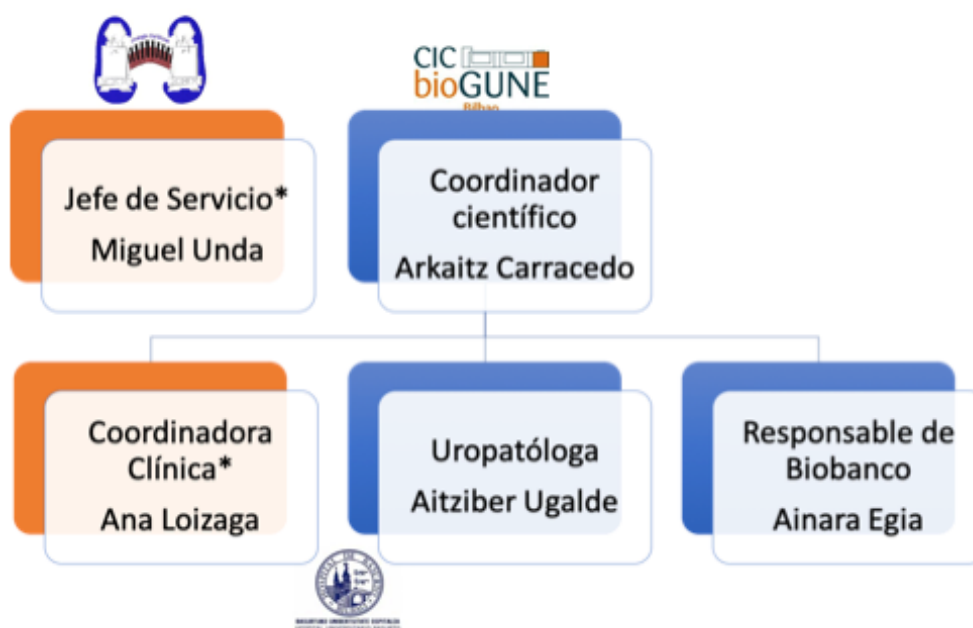 CIC
bioGUNE
Bilbao
Jefe de Servicio*
Miguel Unda
Coordinador
científico
Arkaitz Carracedo
Coordinadora
Clínica*
Ana Loizaga
Uropatóloga
Aitziber Ugalde
Responsable de
Biobanco
Ainara Egia